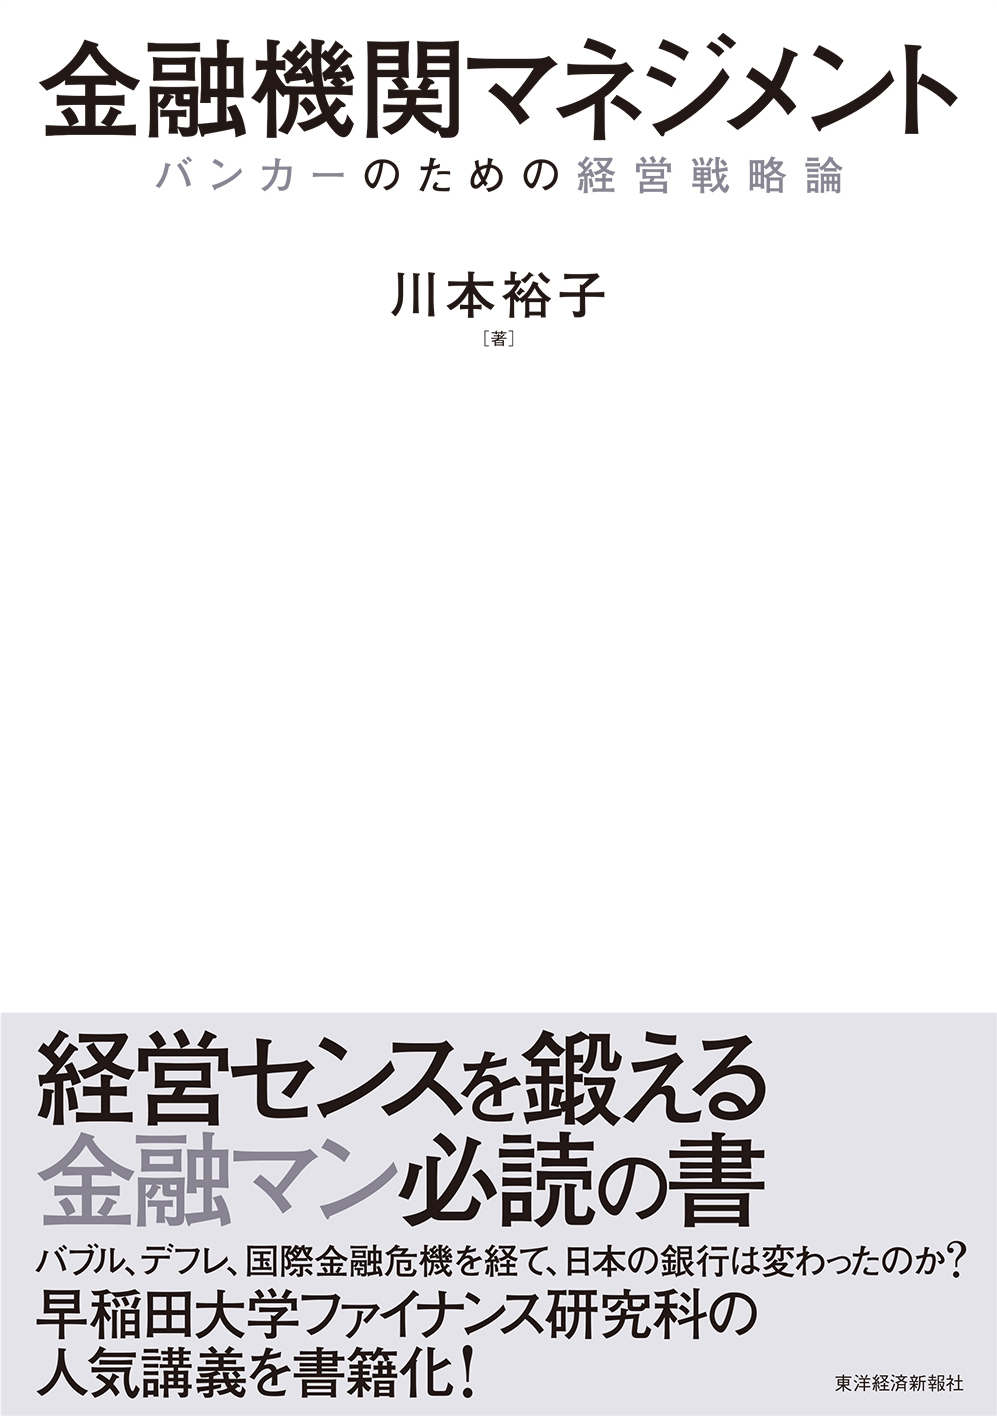 金融機関マネジメント
バンカーのための経営戦略論
川本裕子
［著］
経営センスを鍛える
金融マン必読の書
バブル、デフレ、国際金融危機を経て、日本の銀行は変わったのか?
早稲田大学ファイナンス研究科の
人気講義を書籍化!
東洋経済新報社